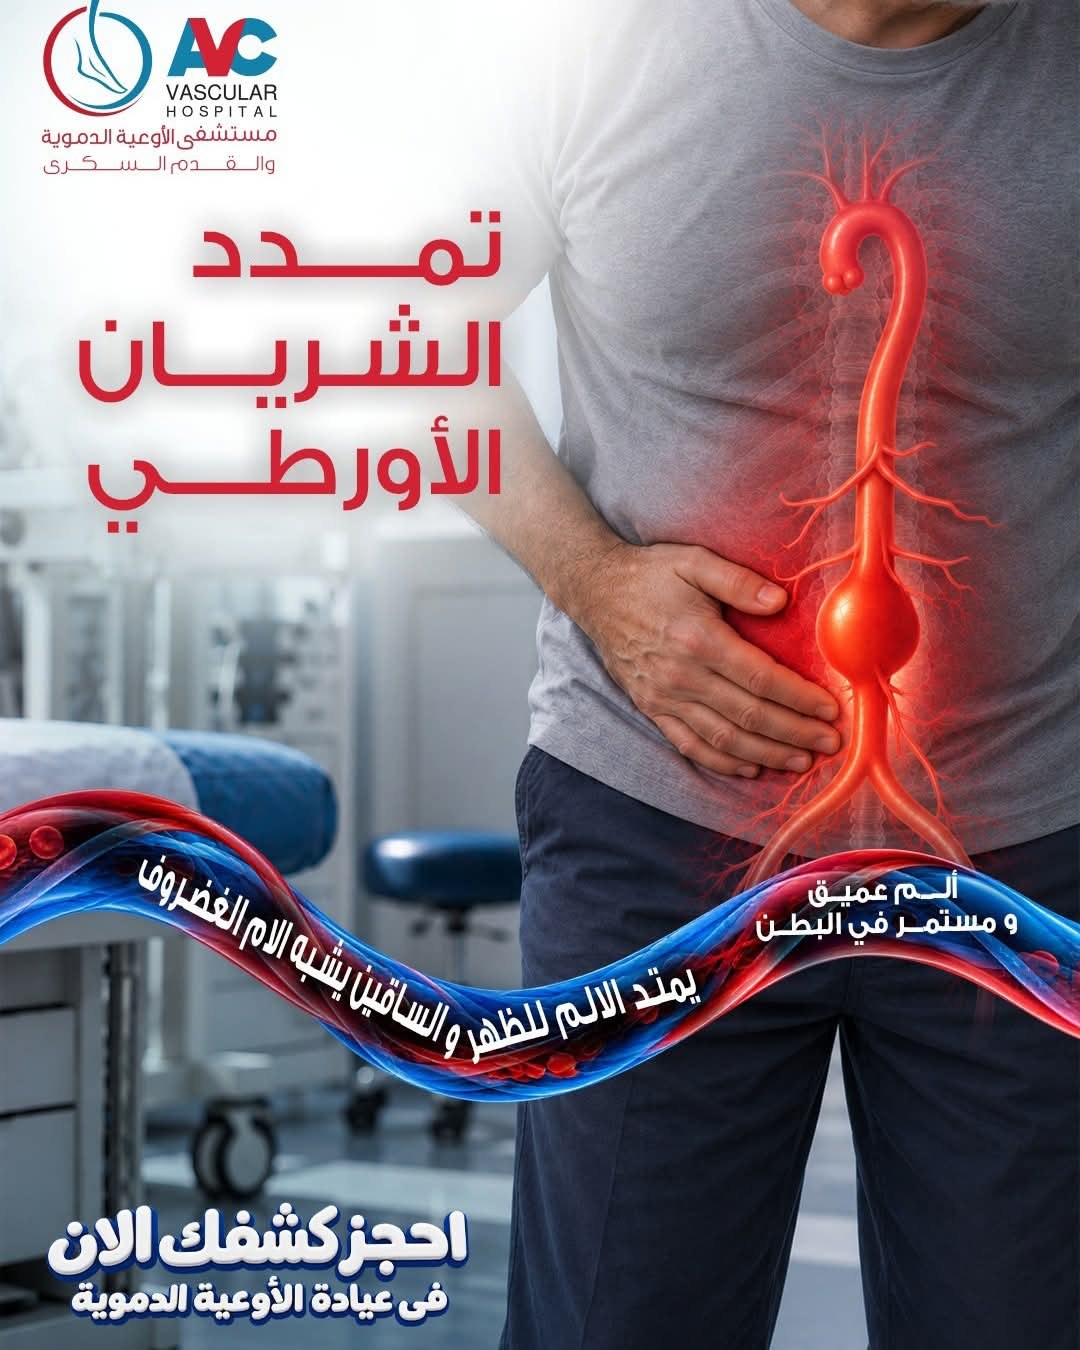 AVC
VASCULAR
HOSPITAL
مستشفى الأوعية الدموية
والقدم السكرى
تمدد
الشريان
الأورطي
ألم عميق
و مستمر في البطن
يمتد الالم للظهر و الساقين يشبه الام الغضروف
احجز كشفك الان
فى عيادة الأوعية الدموية